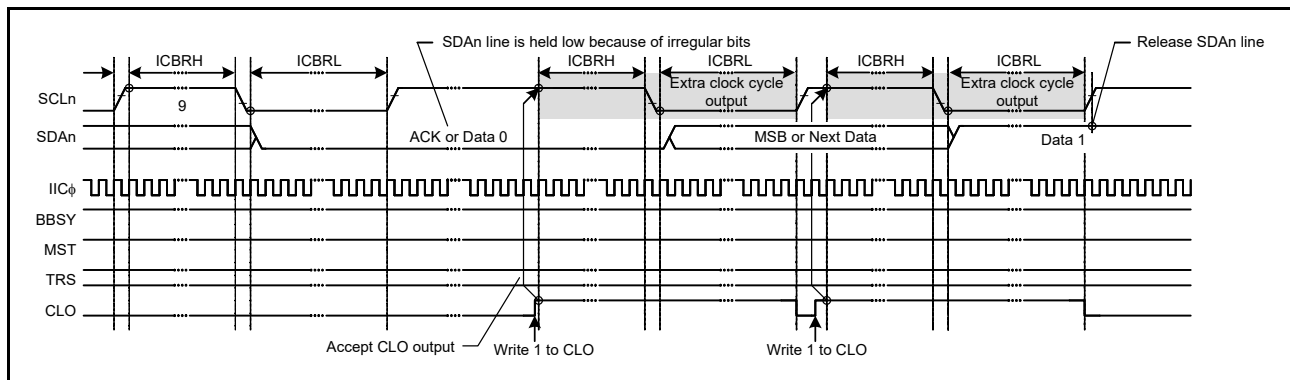 SDAn line is held low because of irregular bits
Release SDAn line
ICBRH
ICBRL
ICBRH
ICBRL
ICBRH
ICBRL
SCLn
9
Extra clock cycle
output
Extra clock cycle
output
SDAn
ACK or Data 0
MSB or Next Data
Data 1
IICφ
BBSY
MST
TRS
CLO
Accept CLO output
Write 1 to CLO
Write 1 to CLO